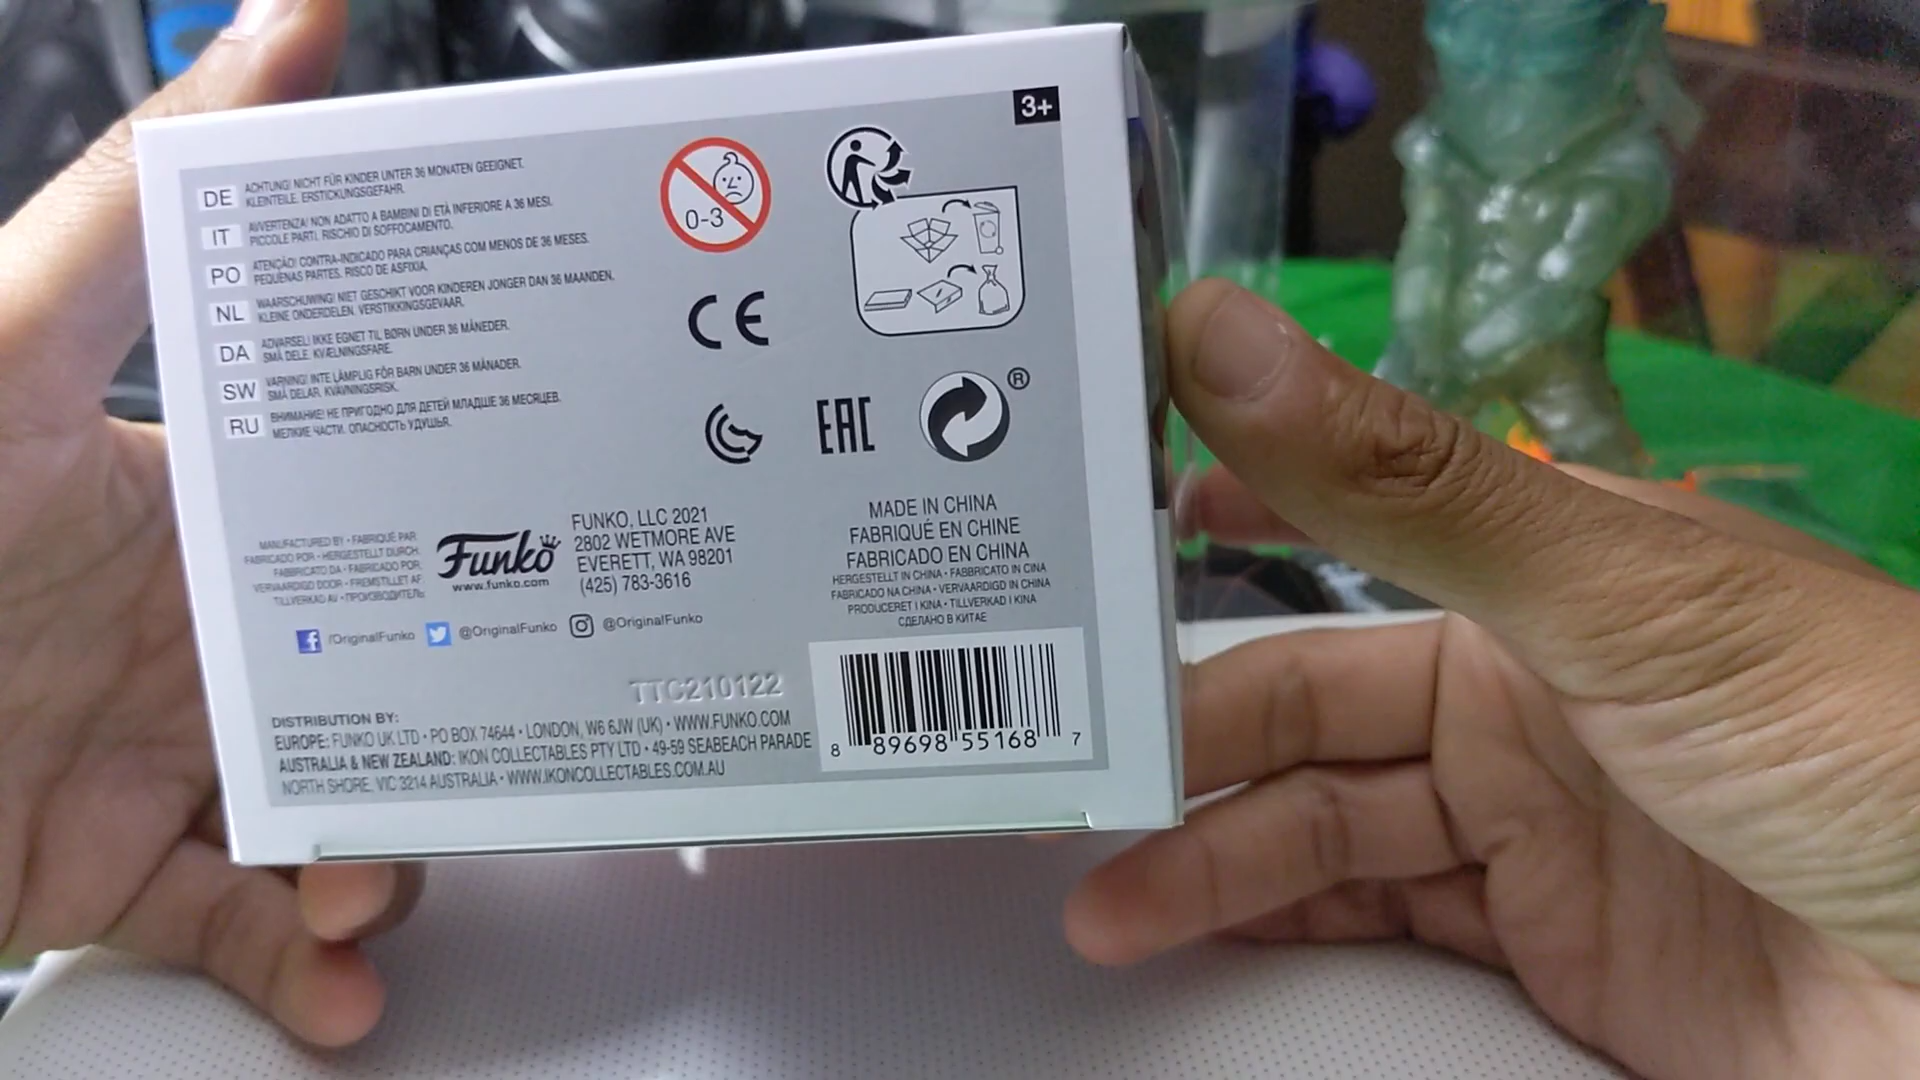 3+
DE ACHTUNG! NICHT FÜR KINDER UNTER 36 MONATEN GEEIGNET.
KLEINTEILE. ERSTICKUNGSGEFAHR.
IT AVVERTENZA! NON ADATTO A BAMBINI DI ETÀ INFERIORE A 36 MESI.
PICCOLE PARTI. RISCHIO DI SOFFOCAMENTO.
PO ATENÇÃO! CONTRA-INDICADO PARA CRIANÇAS COM MENOS DE 36 MESES.
PEQUENAS PARTES. RISCO DE ASFIXIA.
NL WAARSCHUWING! NIET GESCHIKT VOOR KINDEREN JONGER DAN 36 MAANDEN.
KLEINE ONDERDELEN. VERSTIKKINGSGEVAAR.
DA ADVARSEL! IKKE EGNET TIL BØRN UNDER 36 MÅNEDER.
SMÅ DELE. KVÆLNINGSFARE.
SW VARNING! INTE LÄMPLIG FÖR BARN UNDER 36 MÅNADER.
SMÅ DELAR. KVÄVNINGSRISK.
RU ВНИМАНИЕ! НЕ ПРИГОДНО ДЛЯ ДЕТЕЙ МЛАДШЕ 36 МЕСЯЦЕВ.
МЕЛКИЕ ЧАСТИ. ОПАСНОСТЬ УДУШЬЯ.
0-3
CE
EAC
®
MANUFACTURED BY • FABRIQUÉ PAR.
FABRICADO POR • HERGESTELLT DURCH.
FABBRICATO DA • FABRICADO POR.
VERVAARDIGD DOOR • FREMSTILLET AF.
TILLVERKAD AV • ПРОИЗВОДИТЕЛЬ:
Funko
www.funko.com
FUNKO, LLC 2021
2802 WETMORE AVE
EVERETT, WA 98201
(425) 783-3616
MADE IN CHINA
FABRIQUÉ EN CHINE
FABRICADO EN CHINA
HERGESTELLT IN CHINA • FABBRICATO IN CINA
FABRICADO NA CHINA • VERVAARDIGD IN CHINA
PRODUCERET I KINA • TILLVERKAD I KINA
СДЕЛАНО В КИТАЕ
f /OriginalFunko @OriginalFunko @OriginalFunko
TTC210122
DISTRIBUTION BY:
EUROPE: FUNKO UK LTD • PO BOX 74644 • LONDON, W6 6JW (UK) • WWW.FUNKO.COM
AUSTRALIA & NEW ZEALAND: IKON COLLECTABLES PTY LTD • 49-59 SEABEACH PARADE
NORTH SHORE, VIC 3214 AUSTRALIA • WWW.IKONCOLLECTABLES.COM.AU
8 89698 55168 7